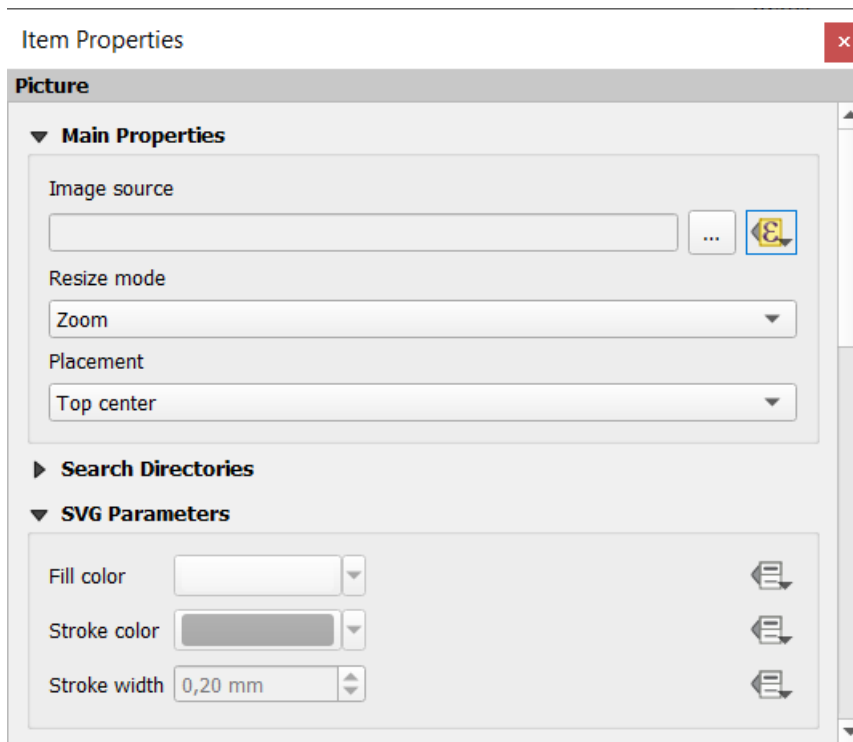 Item Properties
Picture
Main Properties
Image source
...
ε
Resize mode
Zoom
Placement
Top center
Search Directories
SVG Parameters
Fill color
Stroke color
Stroke width 0,20 mm